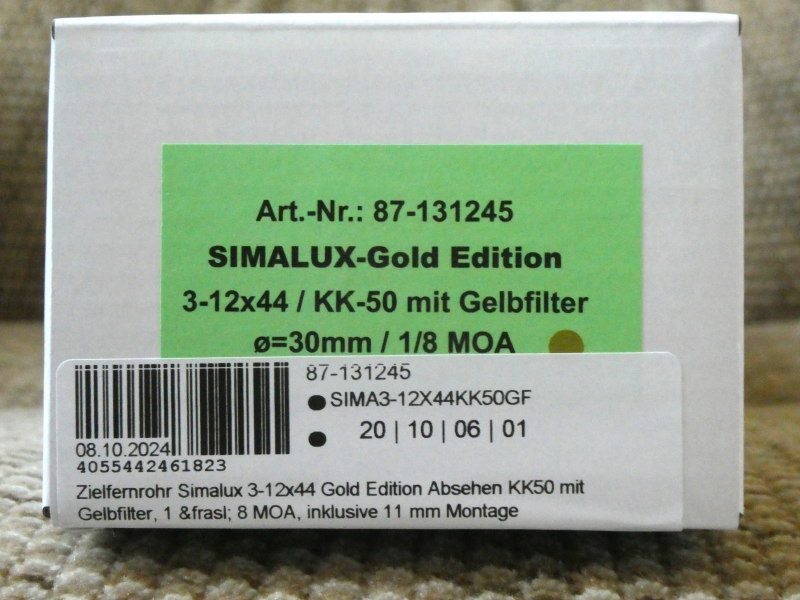 Art.-Nr.: 87-131245
SIMALUX-Gold Edition
3-12x44 / KK-50 mit Gelbfilter
ø=30mm / 1/8 MOA
87-131245
SIMA3-12X44KK50GF
20 | 10 | 06 | 01
08.10.2024
4055442461823
Zielfernrohr Simalux 3-12x44 Gold Edition Absehen KK50 mit
Gelbfilter, 1 &frasl; 8 MOA, inklusive 11 mm Montage